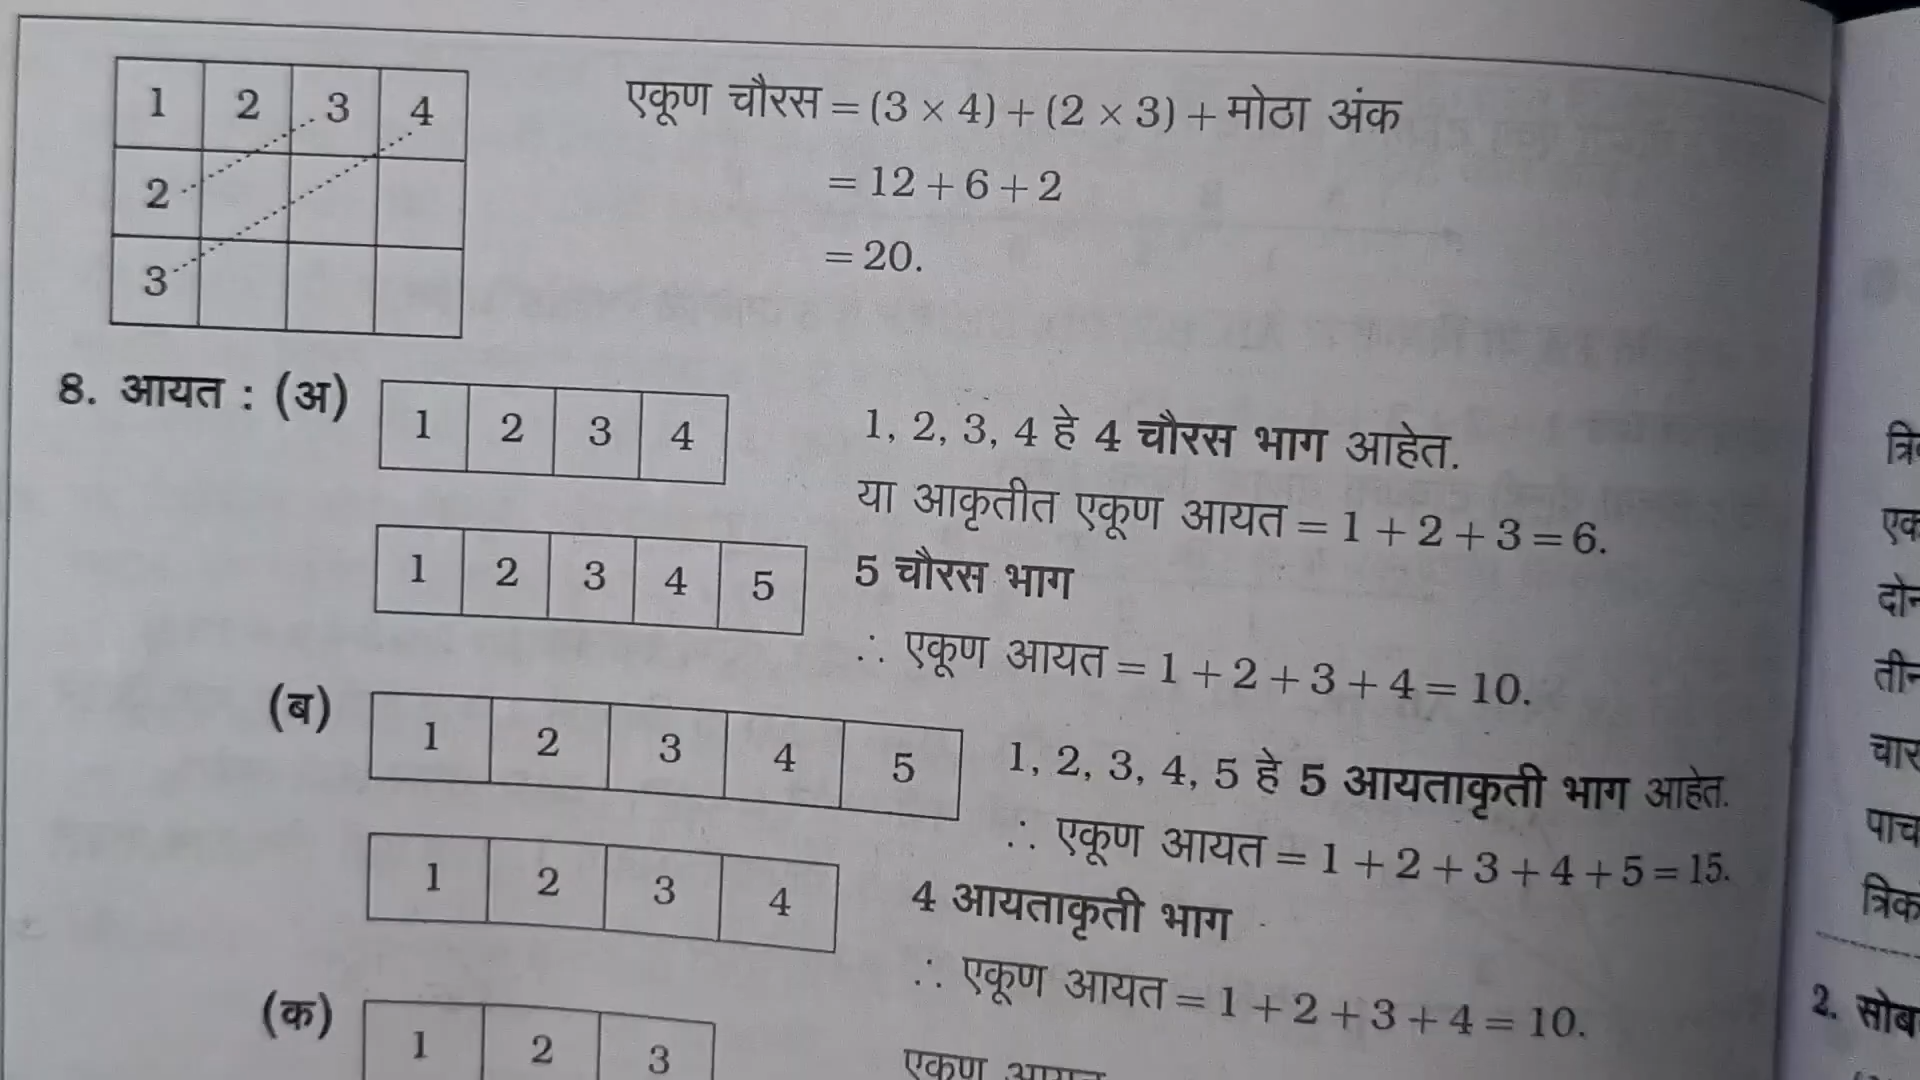 1 2 3 4
2
3
एकूण चौरस = (3 × 4) + (2 × 3) + मोठा अंक
= 12 + 6 + 2
= 20.
8. आयत : (अ) 1 2 3 4
1, 2, 3, 4 हे 4 चौरस भाग आहेत.
या आकृतीत एकूण आयत = 1 + 2 + 3 = 6.
1 2 3 4 5
5 चौरस भाग
∴ एकूण आयत = 1 + 2 + 3 + 4 = 10.
(ब) 1 2 3 4 5
1, 2, 3, 4, 5 हे 5 आयताकृती भाग आहेत.
∴ एकूण आयत = 1 + 2 + 3 + 4 + 5 = 15.
1 2 3 4
4 आयताकृती भाग
∴ एकूण आयत = 1 + 2 + 3 + 4 = 10.
(क) 1 2 3
एकूण आयत
एक
दोन
तीन
चार
पाच
त्रिक
2. सोब